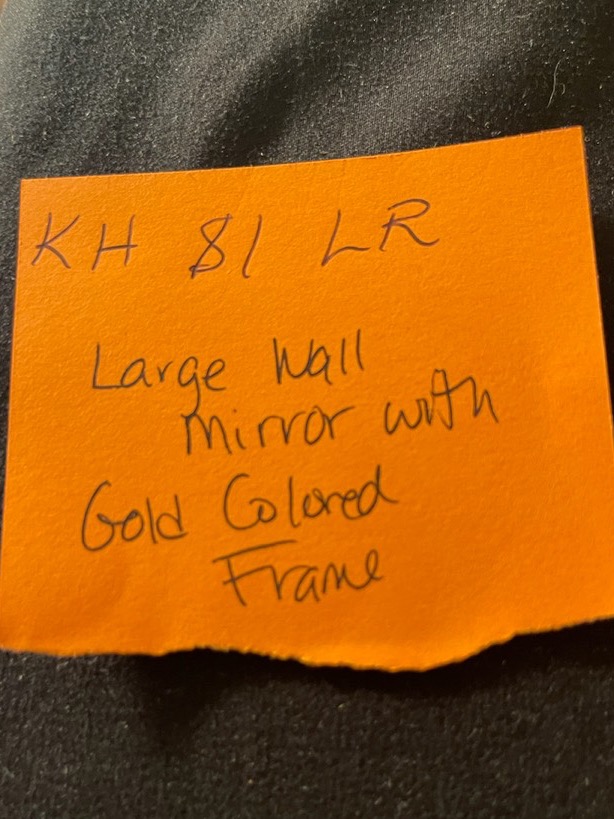 KH 81 LR
Large Wall
Mirror with
Gold Colored
Frame